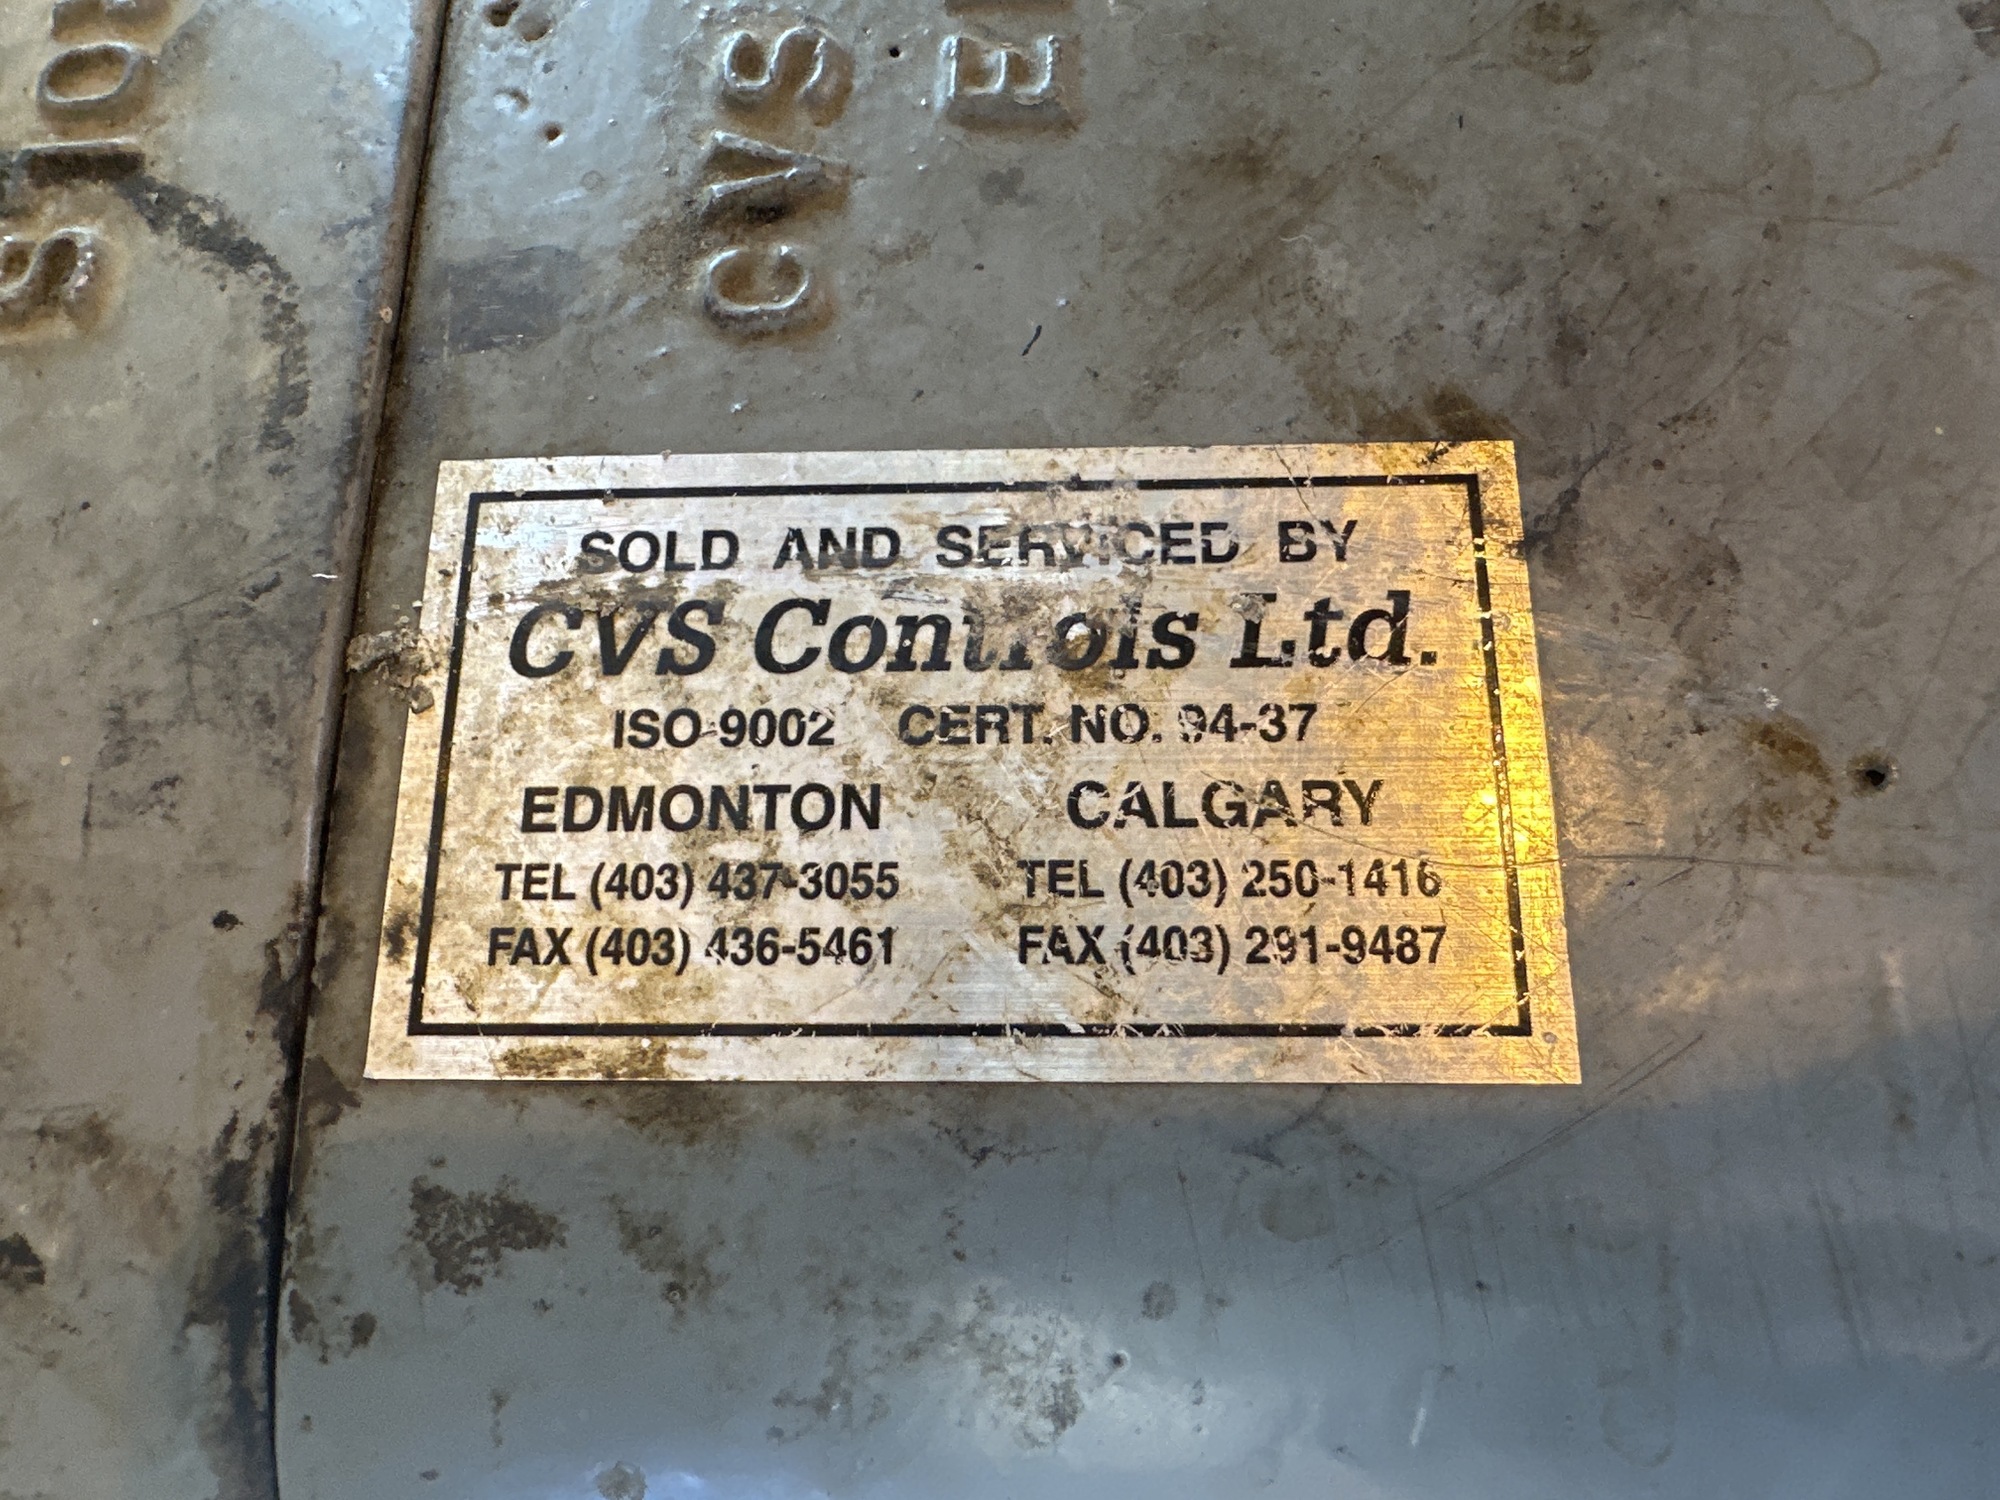 CVS
SOLD AND SERVICED BY
CVS Controls Ltd.
ISO-9002 CERT. NO. 94-37
EDMONTON CALGARY
TEL (403) 437-3055 TEL (403) 250-1416
FAX (403) 436-5461 FAX (403) 291-9487